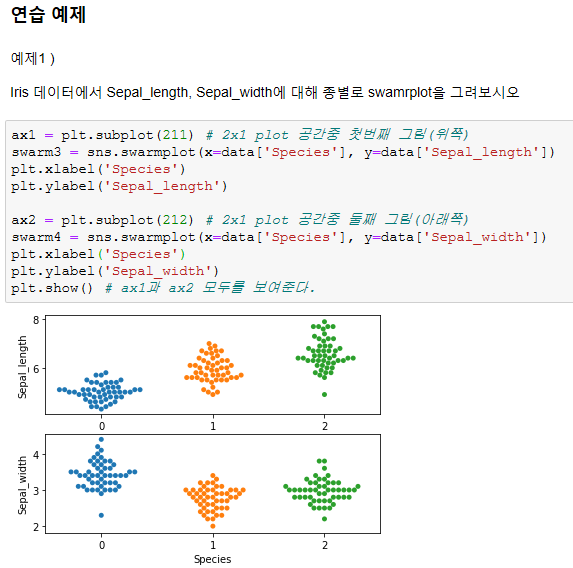 연습 예제
예제1 )
Iris 데이터에서 Sepal_length, Sepal_width에 대해 종별로 swamrplot을 그려보시오
ax1 = plt.subplot(211) # 2x1 plot 공간중 첫번째 그림(위쪽)
swarm3 = sns.swarmplot(x=data['Species'], y=data['Sepal_length'])
plt.xlabel('Species')
plt.ylabel('Sepal_length')
ax2 = plt.subplot(212) # 2x1 plot 공간중 둘째 그림(아래쪽)
swarm4 = sns.swarmplot(x=data['Species'], y=data['Sepal_width'])
plt.xlabel('Species')
plt.ylabel('Sepal_width')
plt.show() # ax1과 ax2 모두를 보여준다.
8
6
Sepal_length
0 1 2
4
3
2
Sepal_width
0 1 2
Species